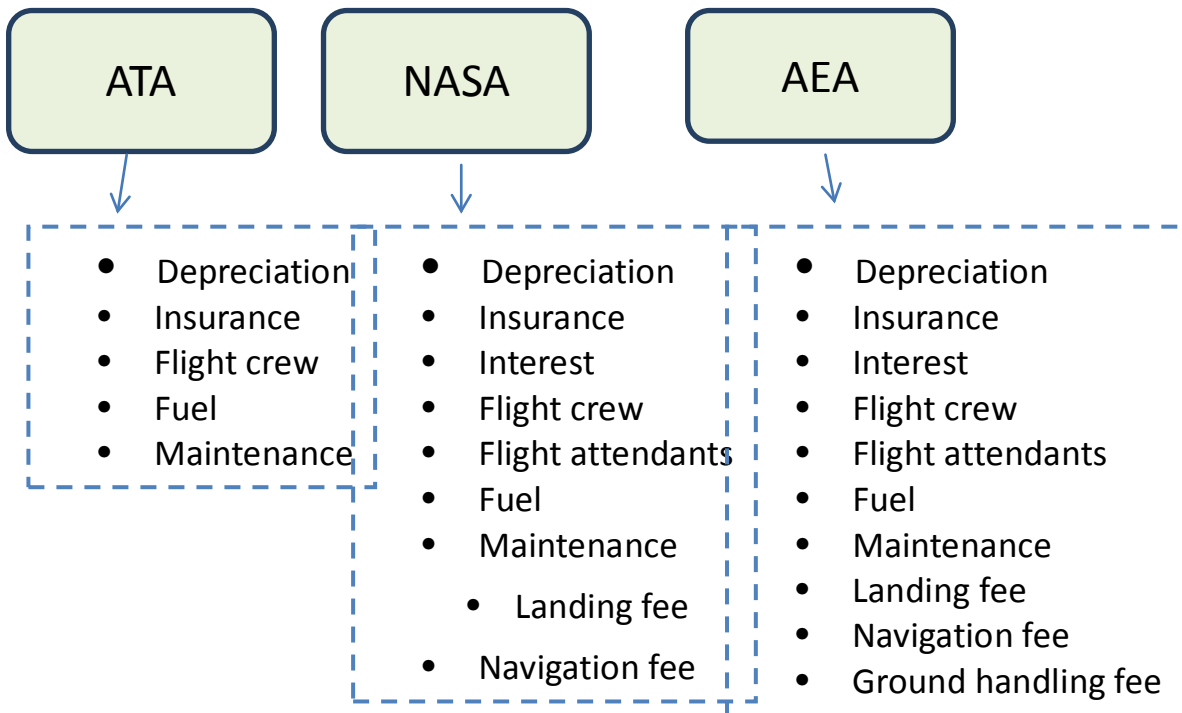 ATA
NASA
AEA
• Depreciation
• Insurance
• Flight crew
• Fuel
• Maintenance
• Depreciation
• Insurance
• Interest
• Flight crew
• Flight attendants
• Fuel
• Maintenance
• Landing fee
• Navigation fee
• Depreciation
• Insurance
• Interest
• Flight crew
• Flight attendants
• Fuel
• Maintenance
• Landing fee
• Navigation fee
• Ground handling fee